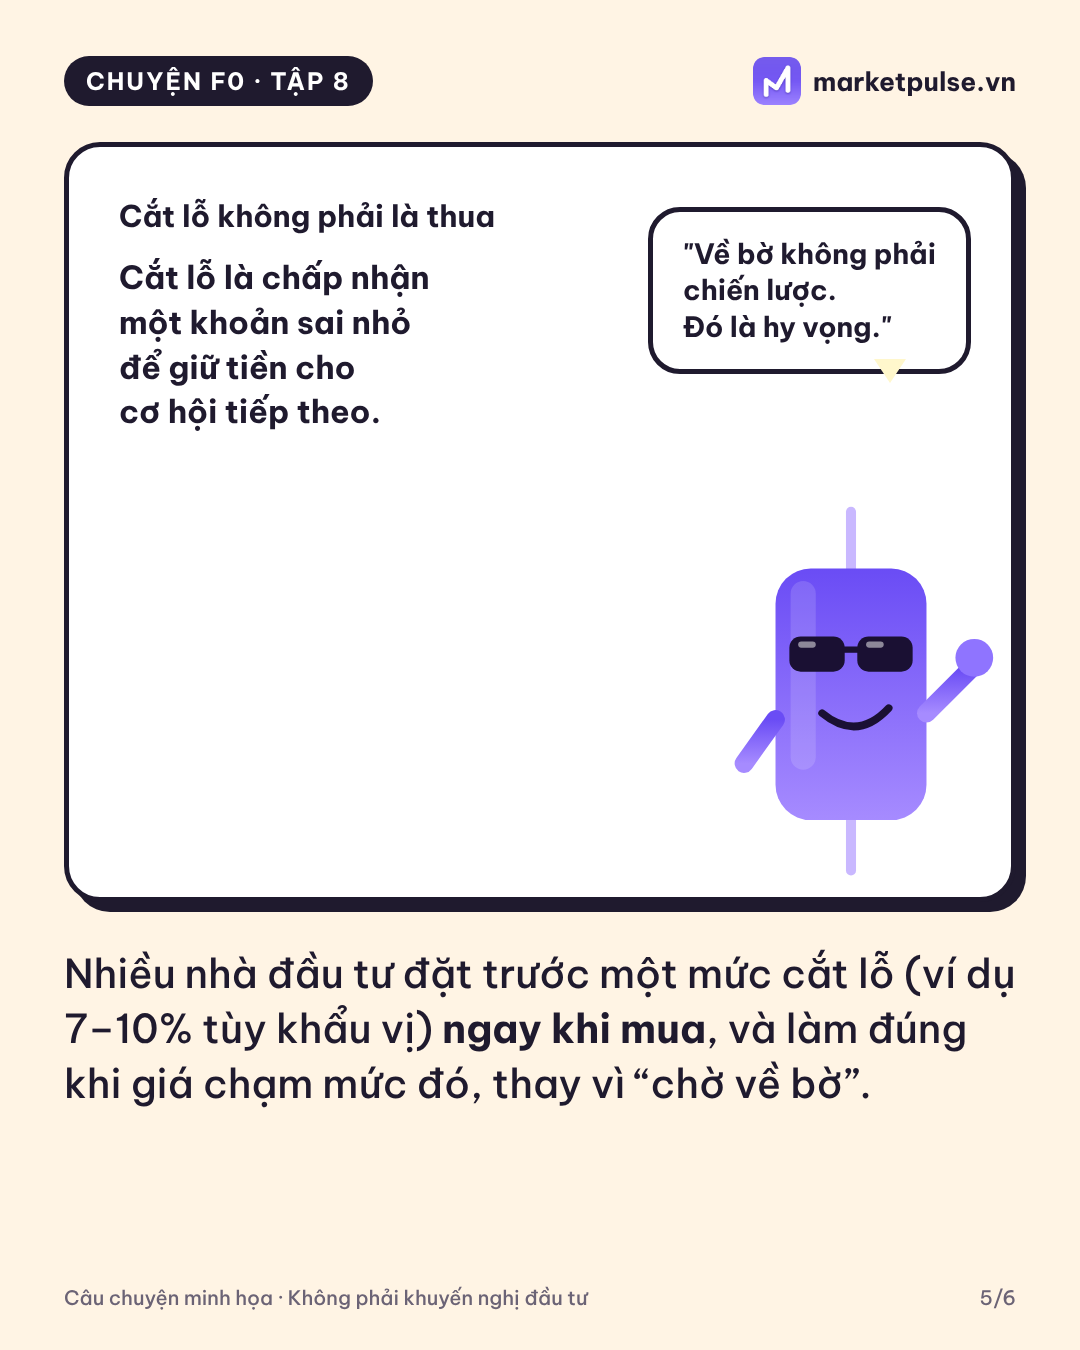 CHUYỆN F0 · TẬP 8
marketpulse.vn
Cắt lỗ không phải là thua
Cắt lỗ là chấp nhận
một khoản sai nhỏ
để giữ tiền cho
cơ hội tiếp theo.
"Về bờ không phải
chiến lược.
Đó là hy vọng."
Nhiều nhà đầu tư đặt trước một mức cắt lỗ (ví dụ
7–10% tùy khẩu vị) ngay khi mua, và làm đúng
khi giá chạm mức đó, thay vì “chờ về bờ”.
Câu chuyện minh họa · Không phải khuyến nghị đầu tư
5/6